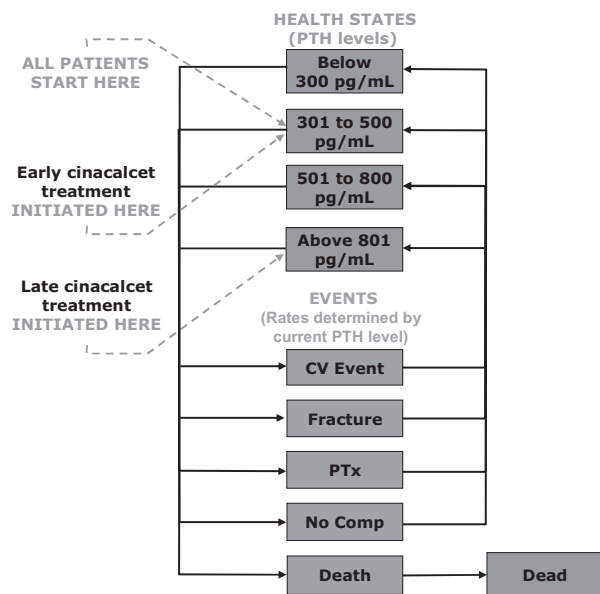 HEALTH STATES
(PTH levels)
ALL PATIENTS
START HERE
Below
300 pg/mL
301 to 500
pg/mL
Early cinacalcet
treatment
INITIATED HERE
501 to 800
pg/mL
Above 801
pg/mL
Late cinacalcet
treatment
INITIATED HERE
EVENTS
(Rates determined by
current PTH level)
CV Event
Fracture
PTx
No Comp
Death
Dead